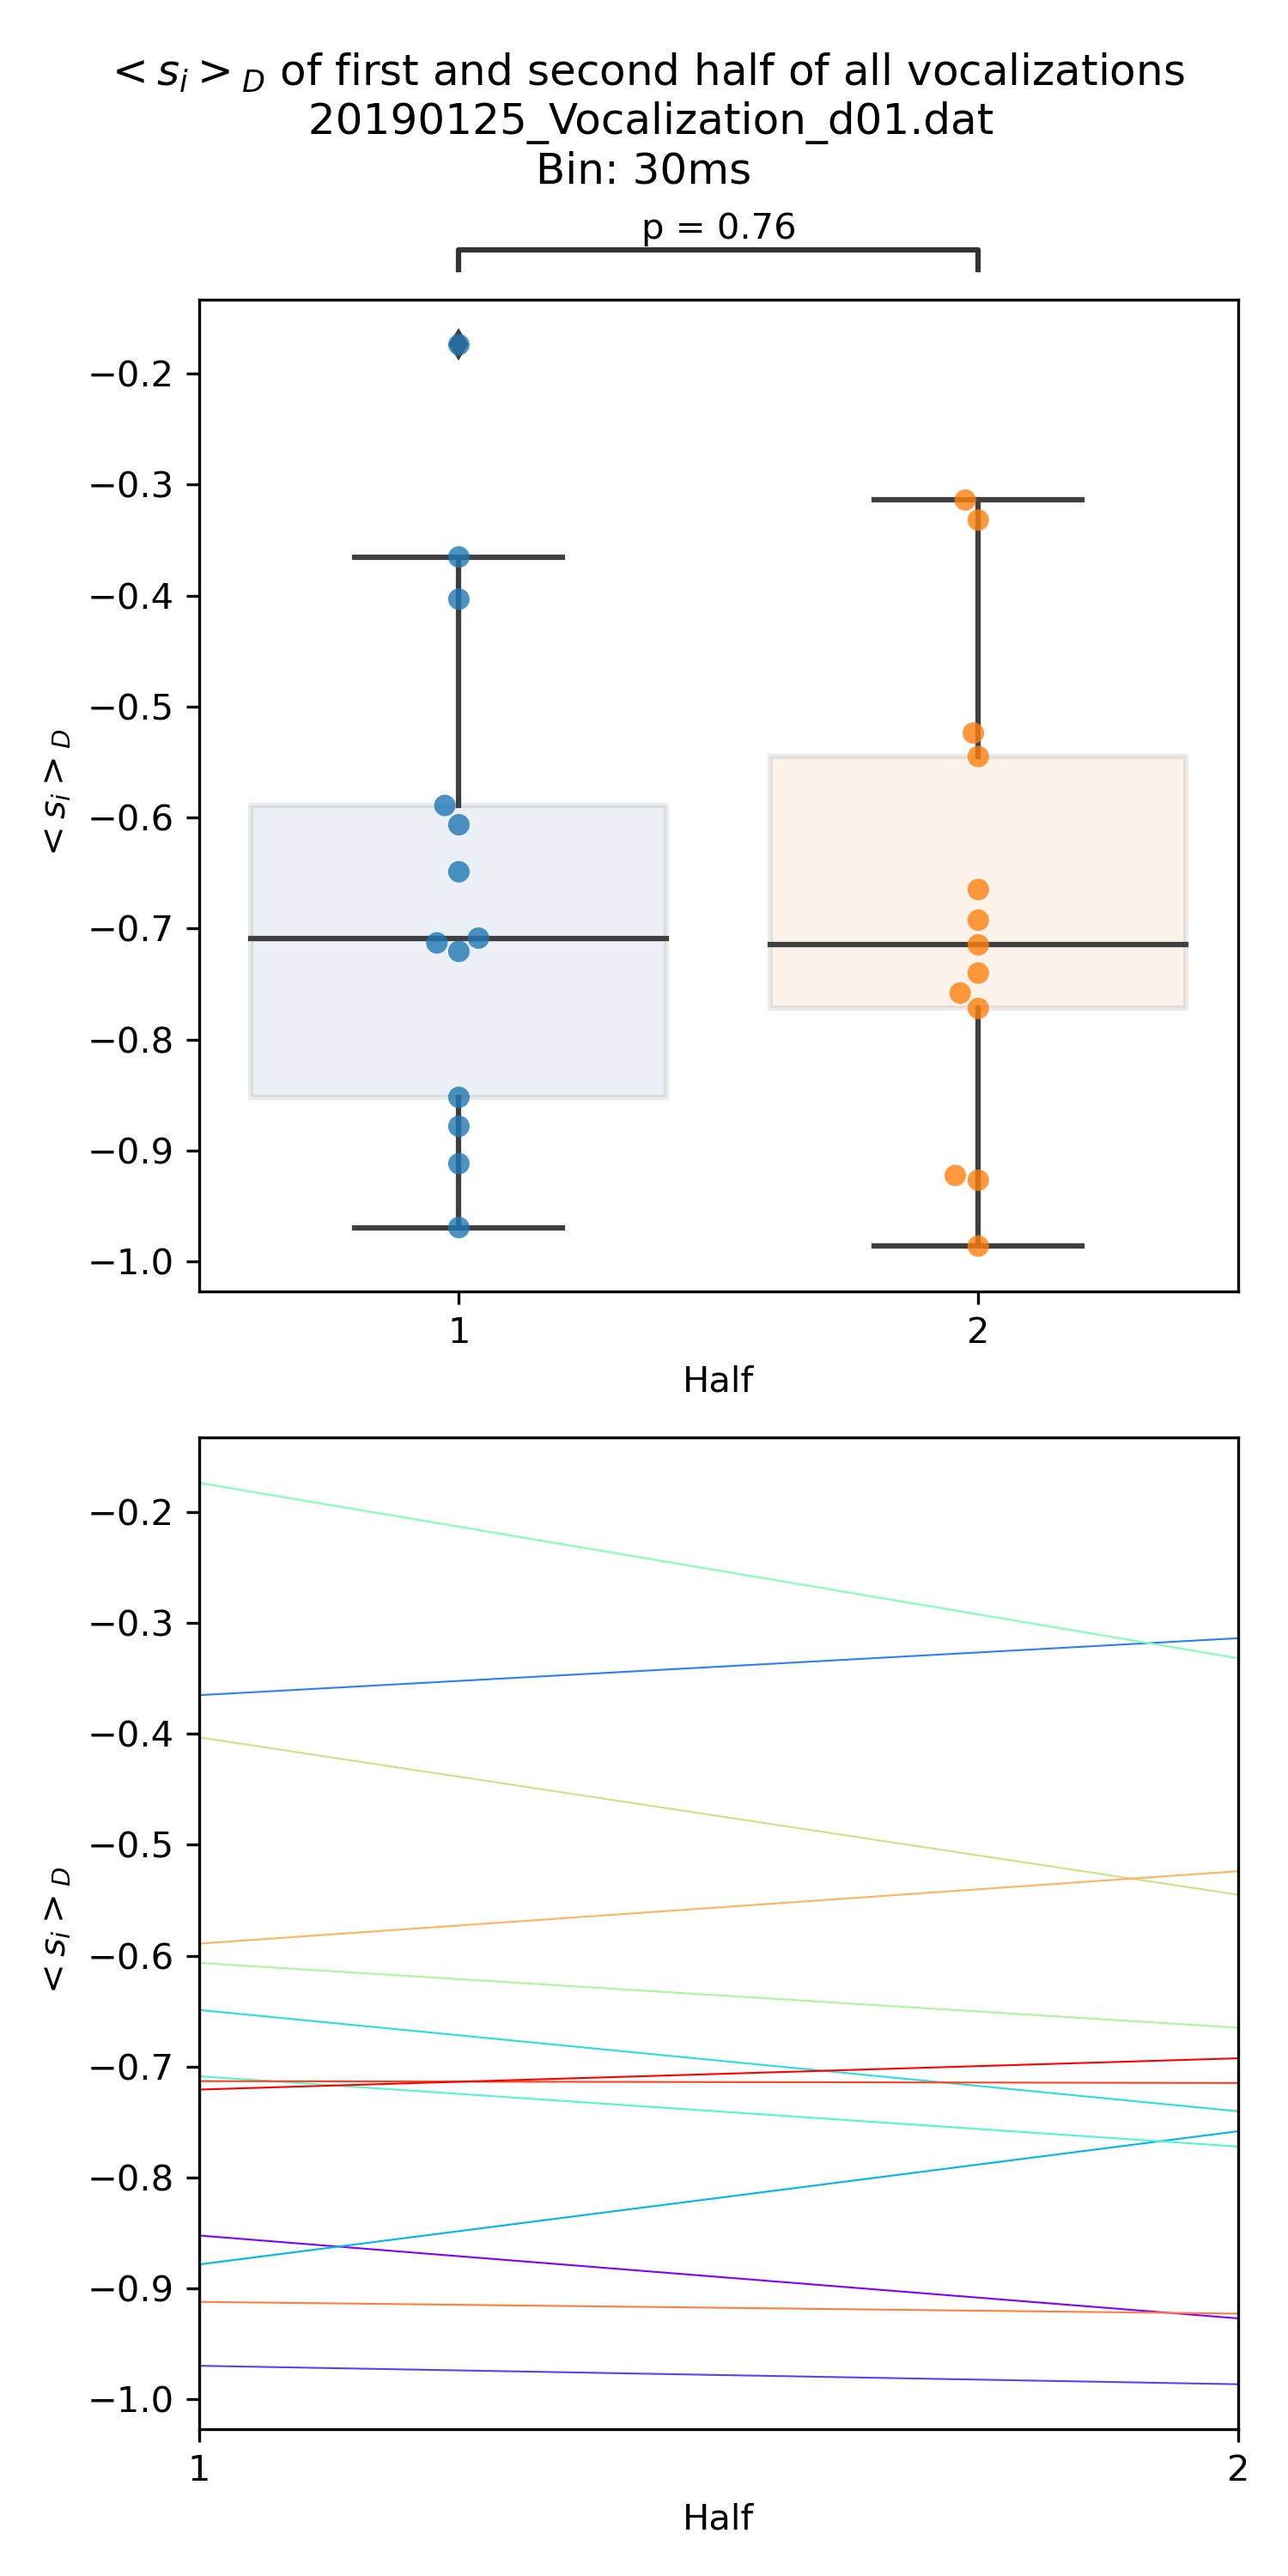 < s_i >_D of first and second half of all vocalizations
20190125_Vocalization_d01.dat
Bin: 30ms
p = 0.76
−0.2
−0.3
−0.4
−0.5
−0.6
−0.7
−0.8
−0.9
−1.0
< s_i >_D
1
2
Half
−0.2
−0.3
−0.4
−0.5
−0.6
−0.7
−0.8
−0.9
−1.0
< s_i >_D
1
2
Half